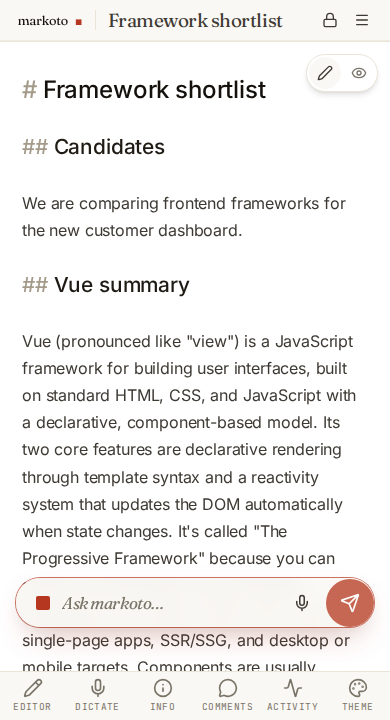 markoto
Framework shortlist
# Framework shortlist
## Candidates
We are comparing frontend frameworks for
the new customer dashboard.
## Vue summary
Vue (pronounced like "view") is a JavaScript
framework for building user interfaces, built
on standard HTML, CSS, and JavaScript with
a declarative, component-based model. Its
two core features are declarative rendering
through template syntax and a reactivity
system that updates the DOM automatically
when state changes. It's called "The
Progressive Framework" because you can
Ask markoto...
single-page apps, SSR/SSG, and desktop or
mobile targets. Components are usually
EDITOR DICTATE INFO COMMENTS ACTIVITY THEME